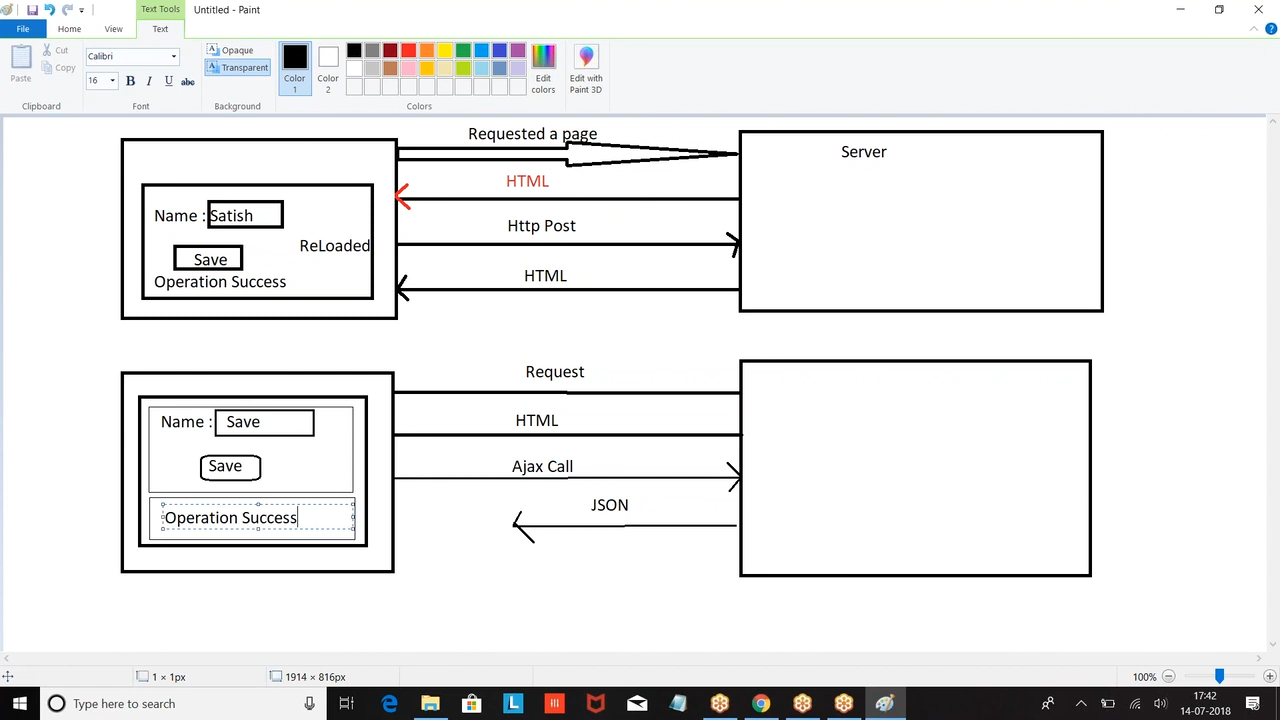 Text Tools
Untitled - Paint
File
Home
View
Text
Paste
Cut
Copy
Clipboard
Calibri
16
B I U abc
Font
Opaque
Transparent
Background
Color 1
Color 2
Edit colors
Colors
Edit with Paint 3D
Requested a page
Server
HTML
Name : Satish
Http Post
ReLoaded
Save
HTML
Operation Success
Request
Name : Save
HTML
Save
Ajax Call
JSON
Operation Success
1 × 1px
1914 × 816px
100%
Type here to search
L
17:42
14-07-2018